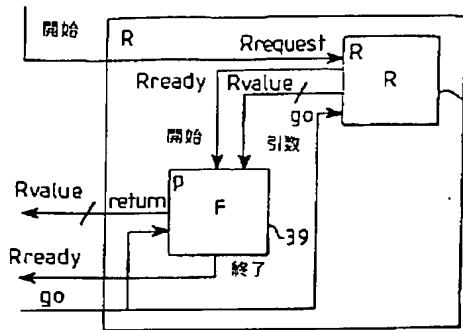 開始
R
Rrequest
R
R
Rready
Rvalue
go
開始
引数
p
F
Rvalue
return
39
Rready
終了
go